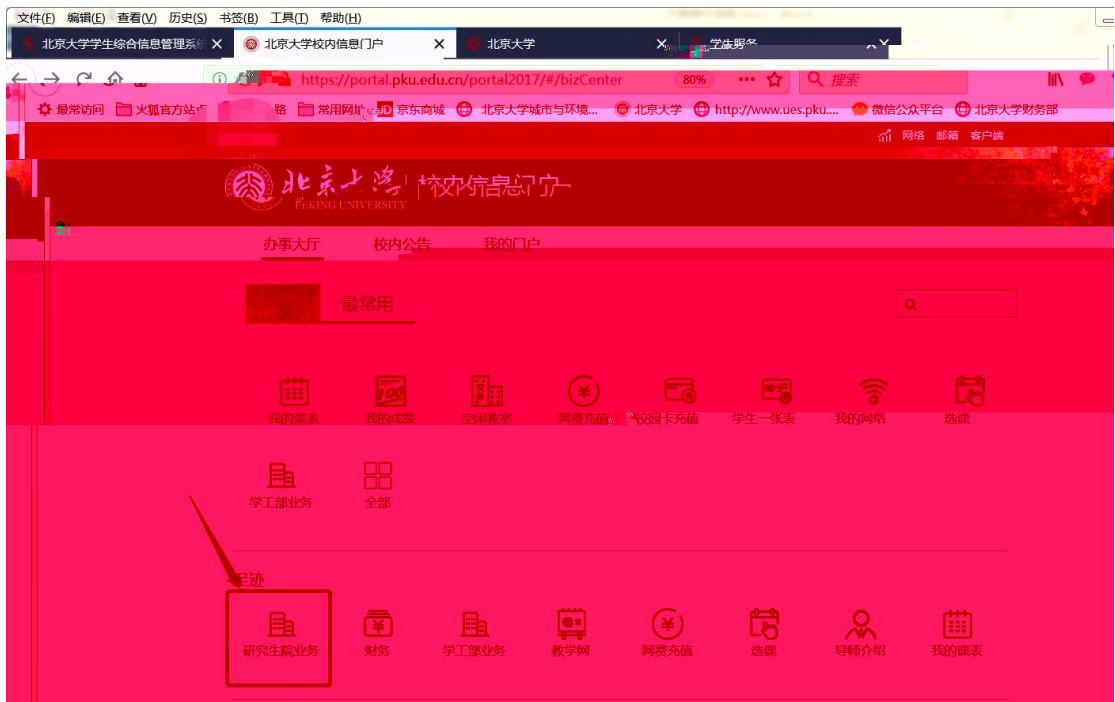 文件(F) 编辑(E) 查看(V) 历史(S) 书签(B) 工具(T) 帮助(H)
北京大学学生综合信息管理系统 × 北京大学校内信息门户 × 北京大学 ×
https://portal.pku.edu.cn/portal2017/#/bizCenter 80% 搜索
最常访问 火狐官方站点 常用网址 京东商城 北京大学城市与环境... 北京大学 http://www.ues.pku.... 微信公众平台 北京大学财务部
网络 邮箱 客户端
北京大学 校内信息门户
PEKING UNIVERSITY
办事大厅 校内公告 我的门户
最常用
我的课表 我的成绩 空闲教室 网费充值 校园卡充值 学生一张表 我的网络 选课
学工部业务 全部
足迹
研究生院业务 财务 学工部业务 教学网 网费充值 选课 导师介绍 我的课表